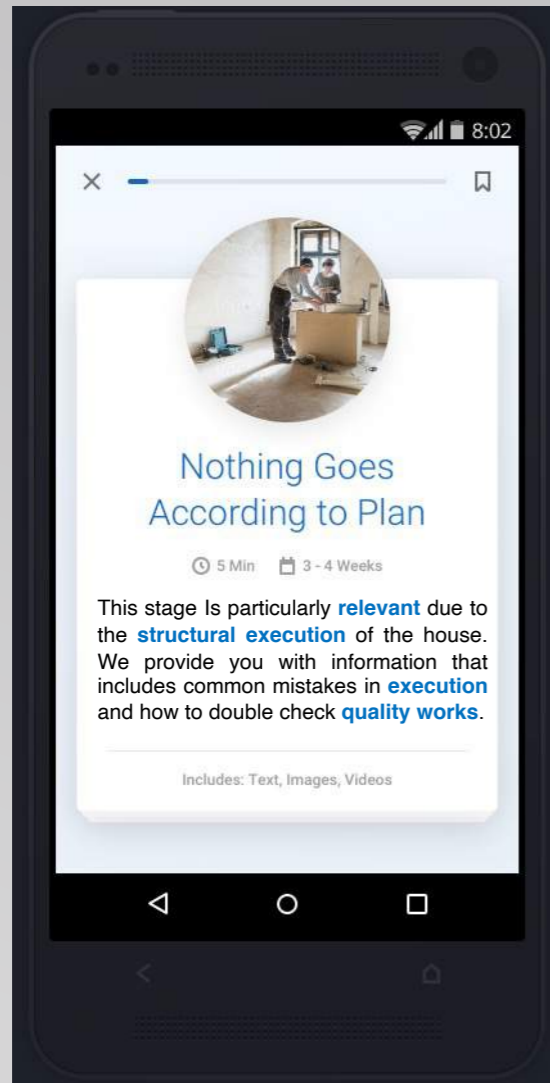 8:02
Nothing Goes
According to Plan
5 Min 3 - 4 Weeks
This stage Is particularly relevant due to
the structural execution of the house.
We provide you with information that
includes common mistakes in execution
and how to double check quality works.
Includes: Text, Images, Videos